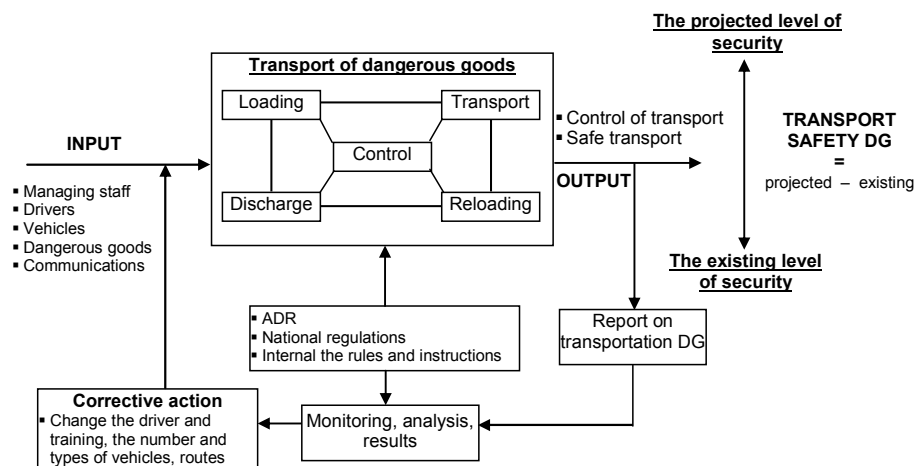 The projected level of
security
Transport of dangerous goods
Loading
Transport
Control
Discharge
Reloading
INPUT
▪ Managing staff
▪ Drivers
▪ Vehicles
▪ Dangerous goods
▪ Communications
▪ Control of transport
▪ Safe transport
OUTPUT
TRANSPORT
SAFETY DG
=
projected – existing
The existing level
of security
▪ ADR
▪ National regulations
▪ Internal the rules and instructions
Report on
transportation DG
Corrective action
▪ Change the driver and
training, the number and
types of vehicles, routes
Monitoring, analysis,
results